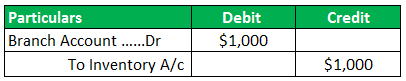 Particulars Debit Credit
Branch Account ......Dr $1,000
To Inventory A/c $1,000